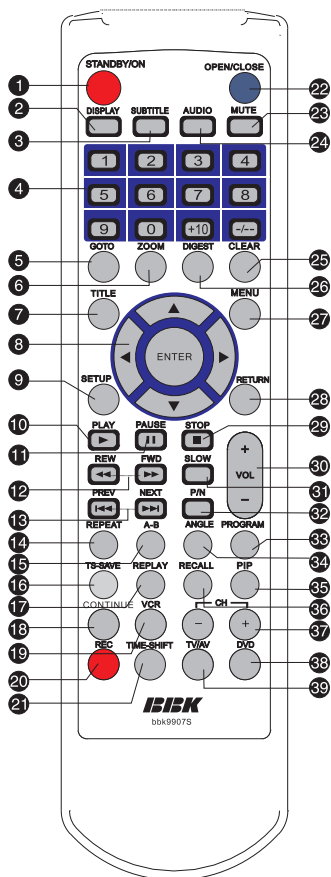 STANDBY/ON OPEN/CLOSE
1 22
DISPLAY SUBTITLE AUDIO MUTE
2 23
3 24
1 2 3 4
4
5 6 7 8
9 0 +10 -/--
GOTO ZOOM DIGEST CLEAR
5 25
6 26
TITLE MENU
7 27
8 ENTER
SETUP RETURN
9 28
PLAY PAUSE STOP
10 29
11
REW FWD SLOW + VOL − 30
12 31
PREV NEXT P/N
13 32
REPEAT A-B ANGLE PROGRAM
14 33
15 34
TS-SAVE REPLAY RECALL PIP
16 35
17 36
CONTINUE VCR CH
18 − + 37
19
REC TIME-SHIFT TV/AV DVD
20 38
21 39
BBK
bbk9907S